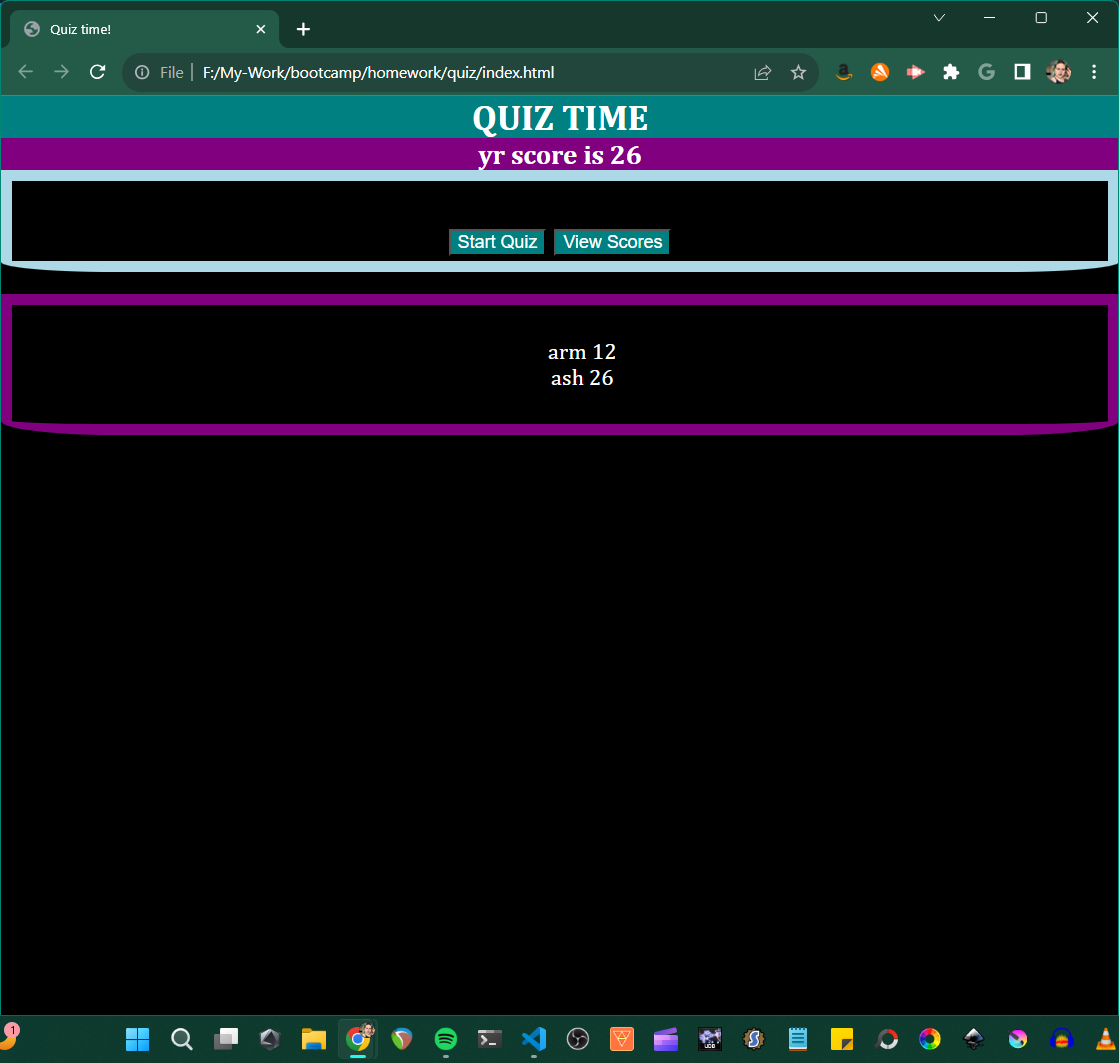 Quiz time!
File F:/My-Work/bootcamp/homework/quiz/index.html
QUIZ TIME
yr score is 26
Start Quiz View Scores
arm 12
ash 26
1